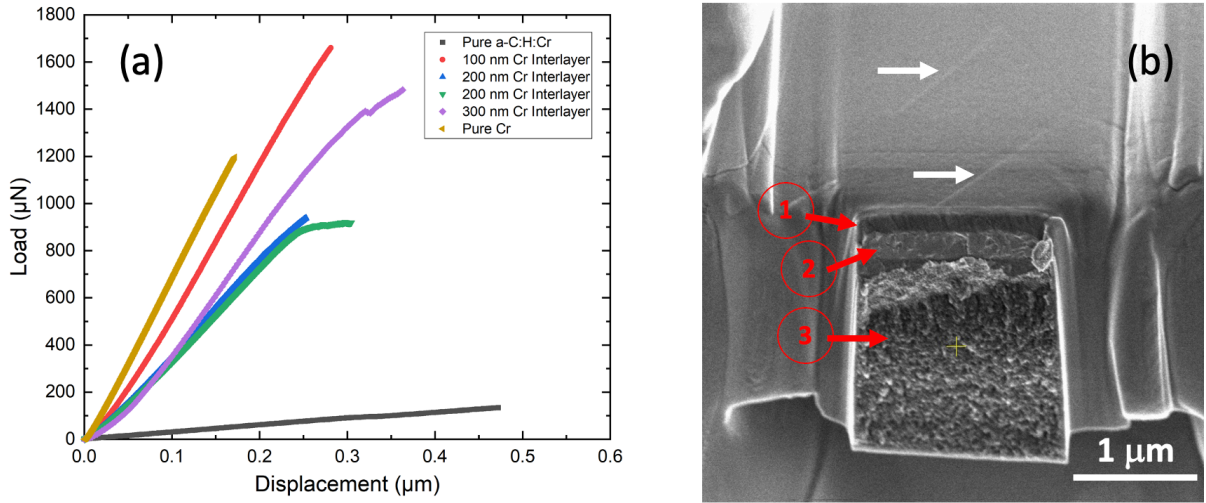 (a)
1800
1600
1400
1200
1000
800
600
400
200
0
Load (µN)
0.0 0.1 0.2 0.3 0.4 0.5 0.6
Displacement (µm)
Pure a-C:H:Cr
100 nm Cr Interlayer
200 nm Cr Interlayer
200 nm Cr Interlayer
300 nm Cr Interlayer
Pure Cr
(b)
1
2
3
1 µm